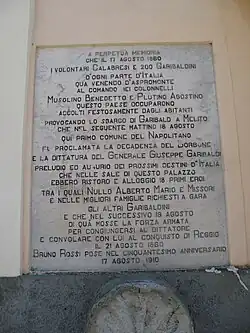 A PERPETUA MEMORIA
CHE IL 17 AGOSTO 1860
I VOLONTARI CALABRESI E 200 GARIBALDINI
D'OGNI PARTE D'ITALIA
QUA VENENDO D'ASPROMONTE
AL COMANDO NEI COLONNELLI
MUSOLINO BENEDETTO E PLUTINO AGOSTINO
QUESTO PAESE OCCUPARONO
ACCOLTI FESTOSAMENTE DAGLI ABITANTI
PROVOCANDO LO SBARCO DI GARIBALDI A MELITO
CHE NEL SEGUENTE MATTINO 18 AGOSTO
QUI PRIMO COMUNE DEL NAPOLITANO
FU PROCLAMATA LA DECADENZA DEI BORBONE
E LA DITTATURA DEL GENERALE GIUSEPPE GARIBALDI
PRELUDIO ED AUGURIO DEI PROSSIMI DESTINI D'ITALIA
CHE NELLE SALE DI QUESTO PALAZZO
EBBERO RISTORO E ALLOGGIO 18 PRIMI EROI
TRA I QUALI NULLO ALBERTO MARIO E MISSORI
E NELLE MIGLIORI FAMIGLIE RICHIESTI A GARA
GLI ALTRI GARIBALDINI
E CHE NEL SUCCESSIVO 19 AGOSTO
DI QUA MOSSE LA FORZA ARMATA
PER CONGIUNGERSI AL DITTATORE
E CONVOLARE CON LUI AL CONQUISTO DI REGGIO
IL 21 AGOSTO 1860
BRUNO ROSSI POSE NEL CINQUANTESIMO ANNIVERSARIO
17 AGOSTO 1910